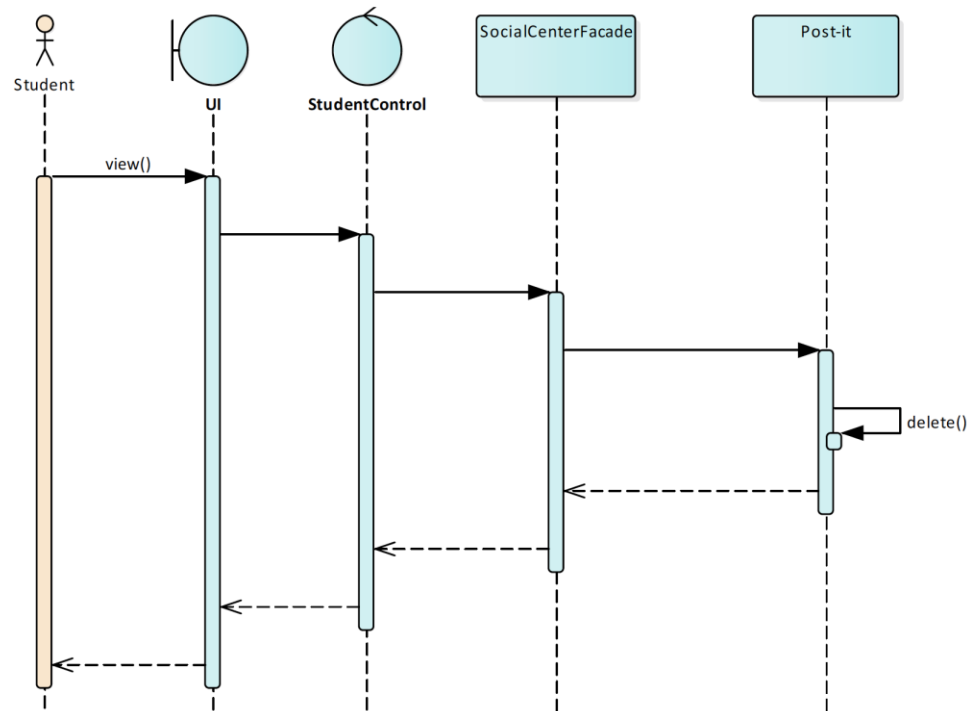 Student
UI
StudentControl
SocialCenterFacade
Post-it
view()
delete()